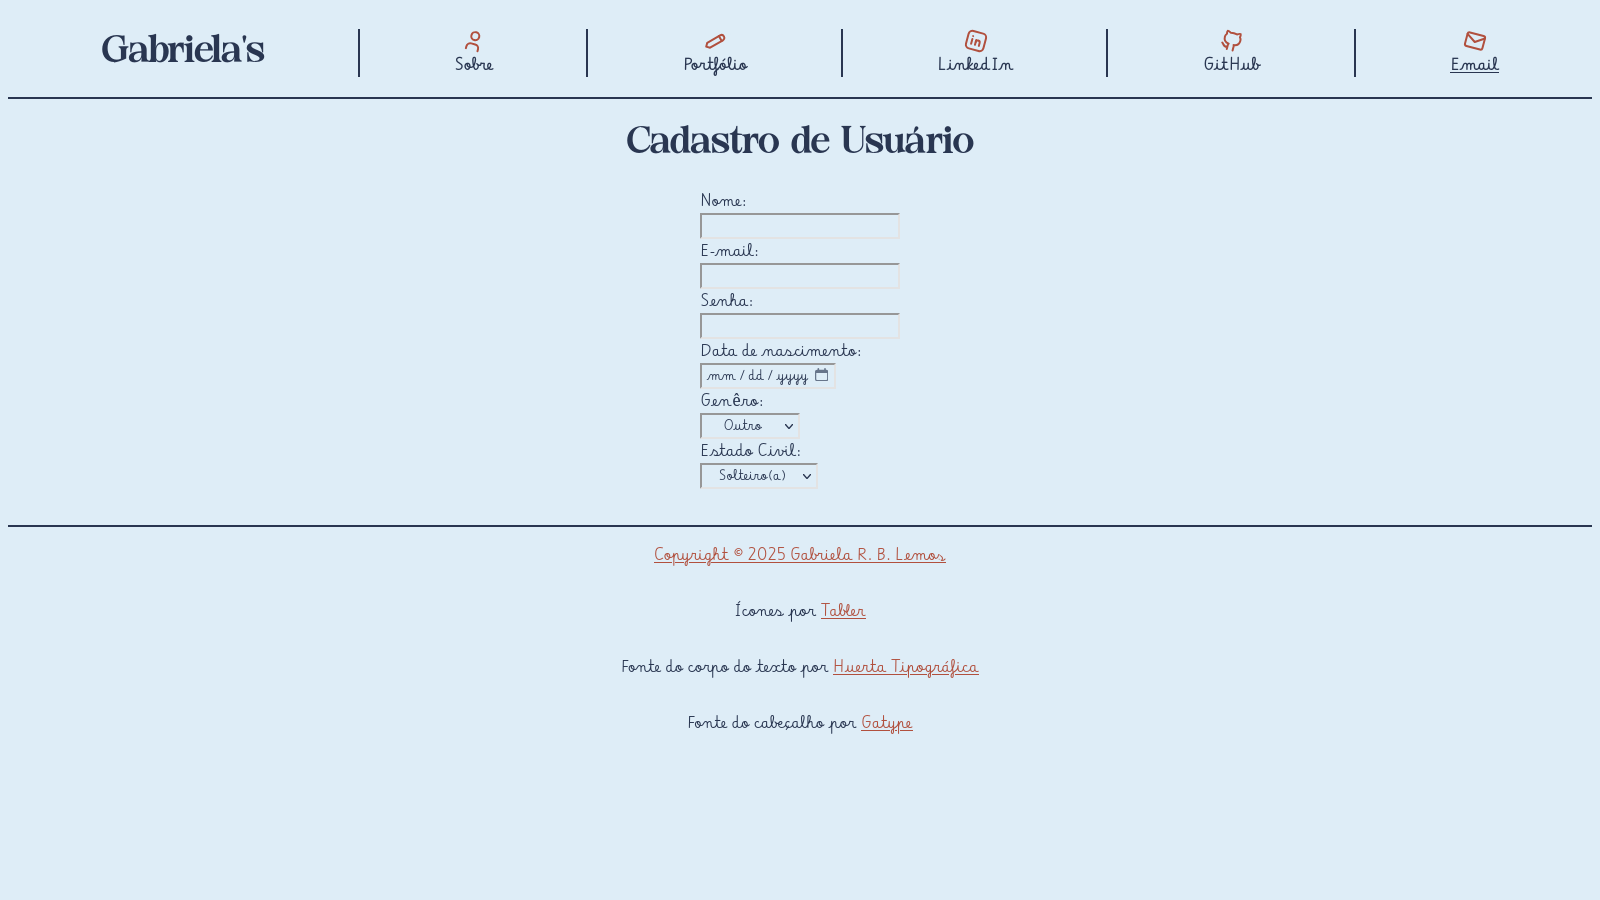 Gabriela's
Sobre
Portfólio
LinkedIn
GitHub
Email
Cadastro de Usuário
Nome:
E-mail:
Senha:
Data de nascimento:
mm / dd / yyyy
Genêro:
Outro
Estado Civil:
Solteiro(a)
Copyright © 2025 Gabriela R. B. Lemos
Ícones por Tabler
Fonte do corpo do texto por Huerta Tipográfica
Fonte do cabeçalho por Gatype